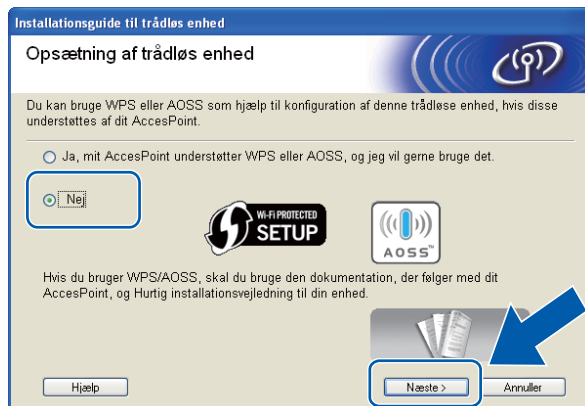 Installationsguide til trådløs enhed
Opsætning af trådløs enhed
Du kan bruge WPS eller AOSS som hjælp til konfiguration af denne trådløse enhed, hvis disse
understøttes af dit AccesPoint.
Ja, mit AccesPoint understøtter WPS eller AOSS, og jeg vil gerne bruge det.
Nej
WI-FI PROTECTED
SETUP
AOSS™
Hvis du bruger WPS/AOSS, skal du bruge den dokumentation, der følger med dit
AccesPoint, og Hurtig installationsvejledning til din enhed.
Hjælp
Næste >
Annuller